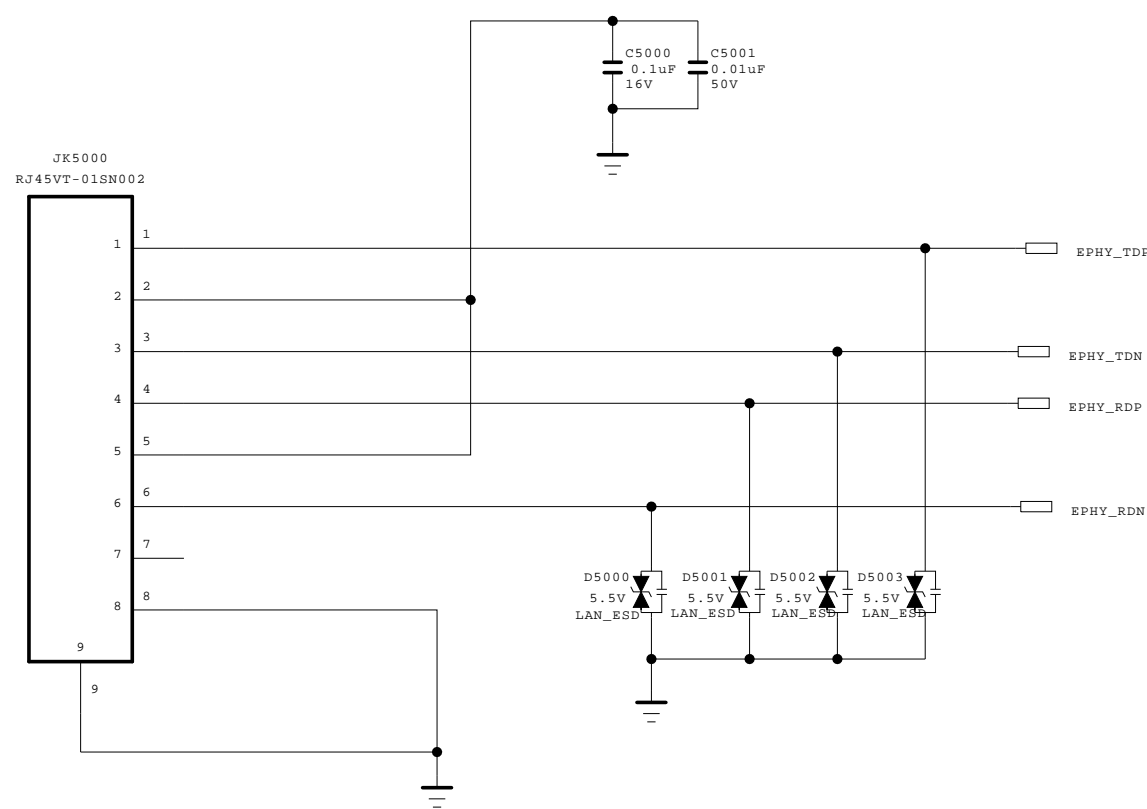 C5000
0.1uF
16V
C5001
0.01uF
50V
JK5000
RJ45VT-01SN002
1
1
EPHY_TDP
2
2
3
3
EPHY_TDN
4
4
EPHY_RDP
5
5
6
6
EPHY_RDN
7
7
8
8
D5000
5.5V
LAN_ESD
D5001
5.5V
LAN_ESD
D5002
5.5V
LAN_ESD
D5003
5.5V
LAN_ESD
9
9